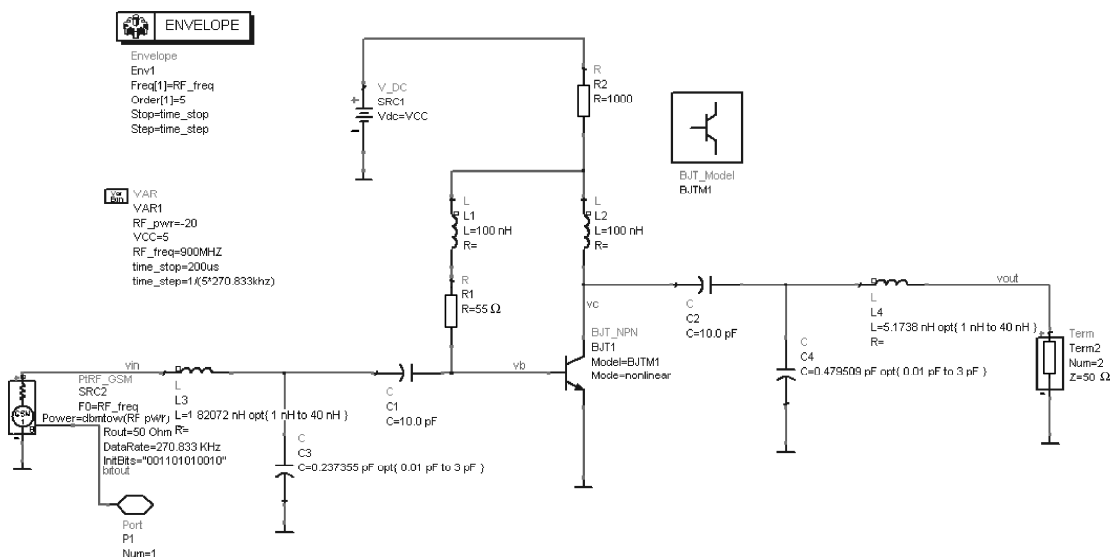 ENVELOPE
Envelope
Env1
Freq[1]=RF_freq
Order[1]=5
Stop=time_stop
Step=time_step
Var
Eqn
VAR
VAR1
RF_pwr=-20
VCC=5
RF_freq=900MHZ
time_stop=200us
time_step=1/(5*270.833khz)
V_DC
SRC1
Vdc=VCC
R
R2
R=1000
BJT_Model
BJTM1
L
L1
L=100 nH
R=
L
L2
L=100 nH
R=
R
R1
R=55 Ω
vc
C
C2
C=10.0 pF
vout
L
L4
L=5.1738 nH opt{ 1 nH to 40 nH }
R=
C
C4
C=0.479509 pF opt{ 0.01 pF to 3 pF }
Term
Term2
Num=2
Z=50 Ω
BJT_NPN
BJT1
Model=BJTM1
Mode=nonlinear
vb
vin
PtRF_GSM
SRC2
F0=RF_freq
Power=dbmtow(RF pwr)
Rout=50 Ohm
DataRate=270.833 KHz
InitBits="001101010010"
bitout
GSM
1
B
L
L3
L=1 82072 nH opt{ 1 nH to 40 nH }
R=
C
C1
C=10.0 pF
C
C3
C=0.237355 pF opt{ 0.01 pF to 3 pF }
Port
P1
Num=1